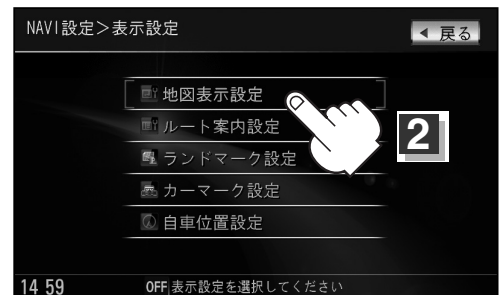 NAVI設定＞表示設定
◀ 戻る
地図表示設定
ルート案内設定
2
ランドマーク設定
カーマーク設定
自車位置設定
14 59
OFF 表示設定を選択してください